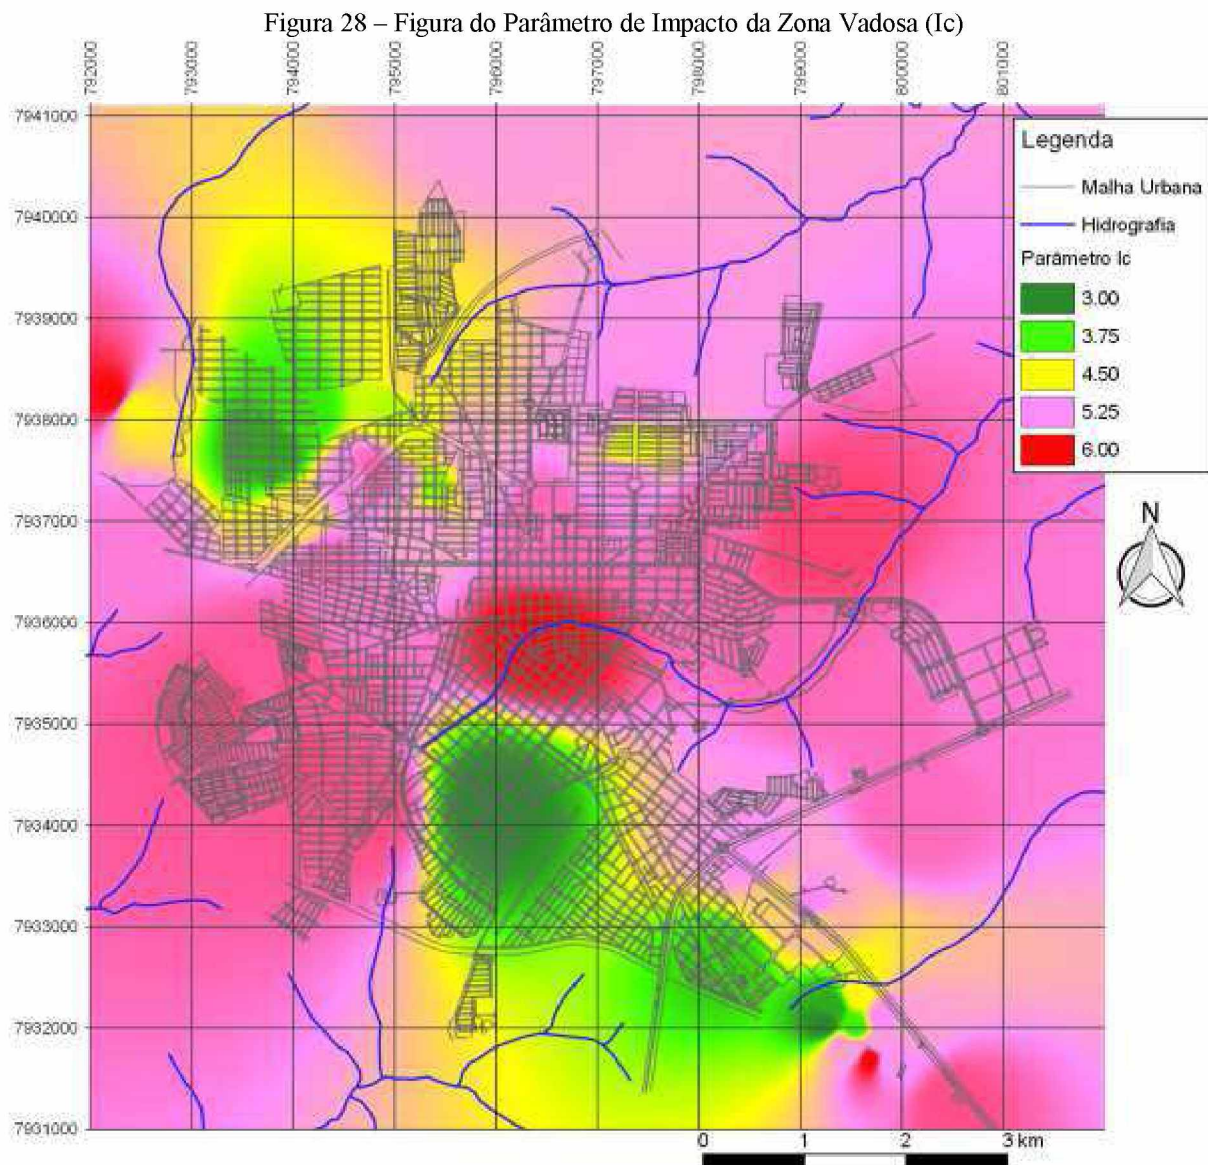 Figura 28 – Figura do Parâmetro de Impacto da Zona Vadosa (Ic)
792000 793000 794000 795000 796000 797000 798000 799000 800000 801000
7941000
7940000
7939000
7938000
7937000
7936000
7935000
7934000
7933000
7932000
7931000
Legenda
Malha Urbana
Hidrografia
Parâmetro Ic
3.00
3.75
4.50
5.25
6.00
N
0 1 2 3 km